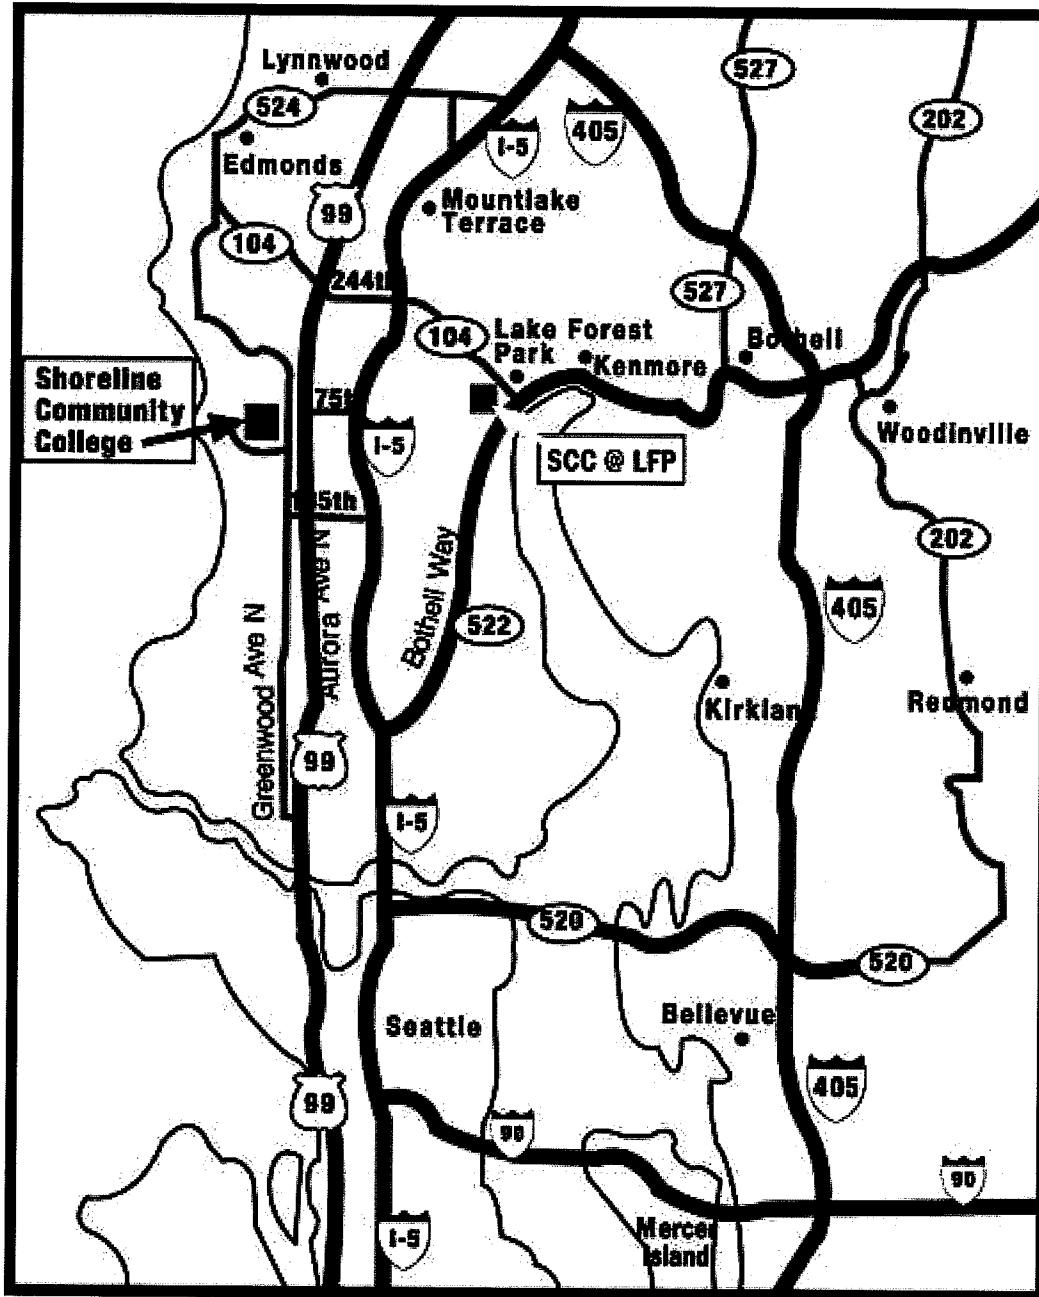 Lynnwood
524
527
202
405
I-5
Edmonds
99
Mountlake
Terrace
104
244th
527
104
Lake Forest
Park
Kenmore
Bothell
Shoreline
Community
College
75t
I-5
Woodinville
SCC @ LFP
5th
202
Bothell Way
Aurora Ave N
Greenwood Ave N
405
522
Kirklan
Redmond
99
I-5
520
520
Seattle
Bellevue
405
99
90
90
I-5
Mercer
Island